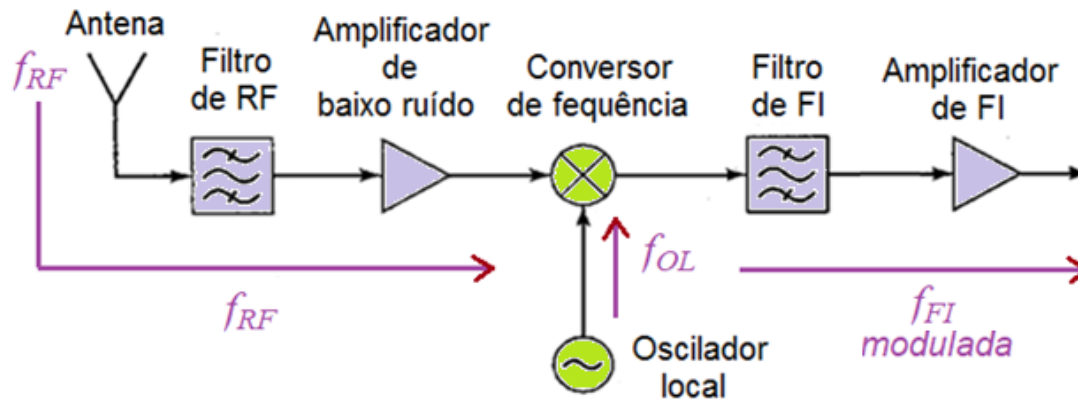 Antena
f_RF
Filtro
de RF
Amplificador
de
baixo ruído
Conversor
de fequência
Filtro
de FI
Amplificador
de FI
f_RF
f_OL
Oscilador
local
f_FI
modulada